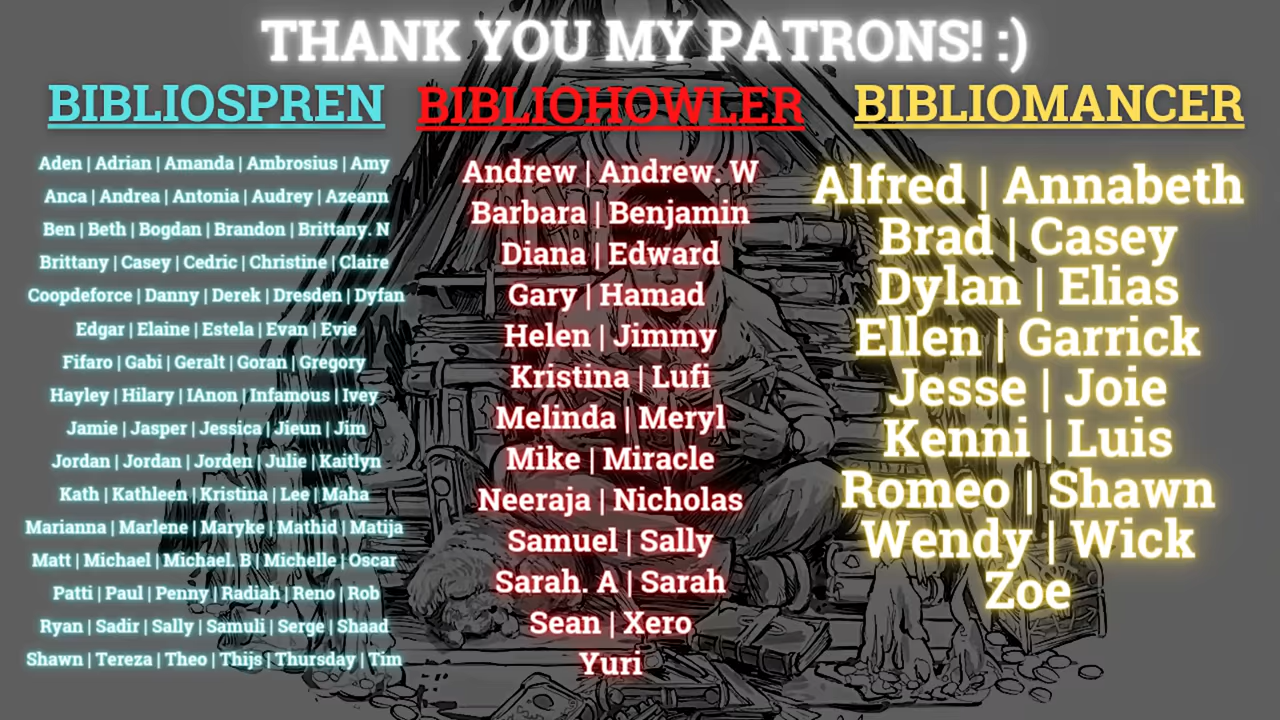 THANK YOU MY PATRONS! :)
BIBLIOSPREN
Aden | Adrian | Amanda | Ambrosius | Amy
Anca | Andrea | Antonia | Audrey | Azeann
Ben | Beth | Bogdan | Brandon | Brittany. N
Brittany | Casey | Cedric | Christine | Claire
Coopdeforce | Danny | Derek | Dresden | Dyfan
Edgar | Elaine | Estela | Evan | Evie
Fifaro | Gabi | Geralt | Goran | Gregory
Hayley | Hilary | IAnon | Infamous | Ivey
Jamie | Jasper | Jessica | Jieun | Jim
Jordan | Jordan | Jorden | Julie | Kaitlyn
Kath | Kathleen | Kristina | Lee | Maha
Marianna | Marlene | Maryke | Mathid | Matija
Matt | Michael | Michael. B | Michelle | Oscar
Patti | Paul | Penny | Radiah | Reno | Rob
Ryan | Sadir | Sally | Samuli | Serge | Shaad
Shawn | Tereza | Theo | Thijs | Thursday | Tim
BIBLIOHOWLER
Andrew | Andrew. W
Barbara | Benjamin
Diana | Edward
Gary | Hamad
Helen | Jimmy
Kristina | Lufi
Melinda | Meryl
Mike | Miracle
Neeraja | Nicholas
Samuel | Sally
Sarah. A | Sarah
Sean | Xero
Yuri
BIBLIOMANCER
Alfred | Annabeth
Brad | Casey
Dylan | Elias
Ellen | Garrick
Jesse | Joie
Kenni | Luis
Romeo | Shawn
Wendy | Wick
Zoe